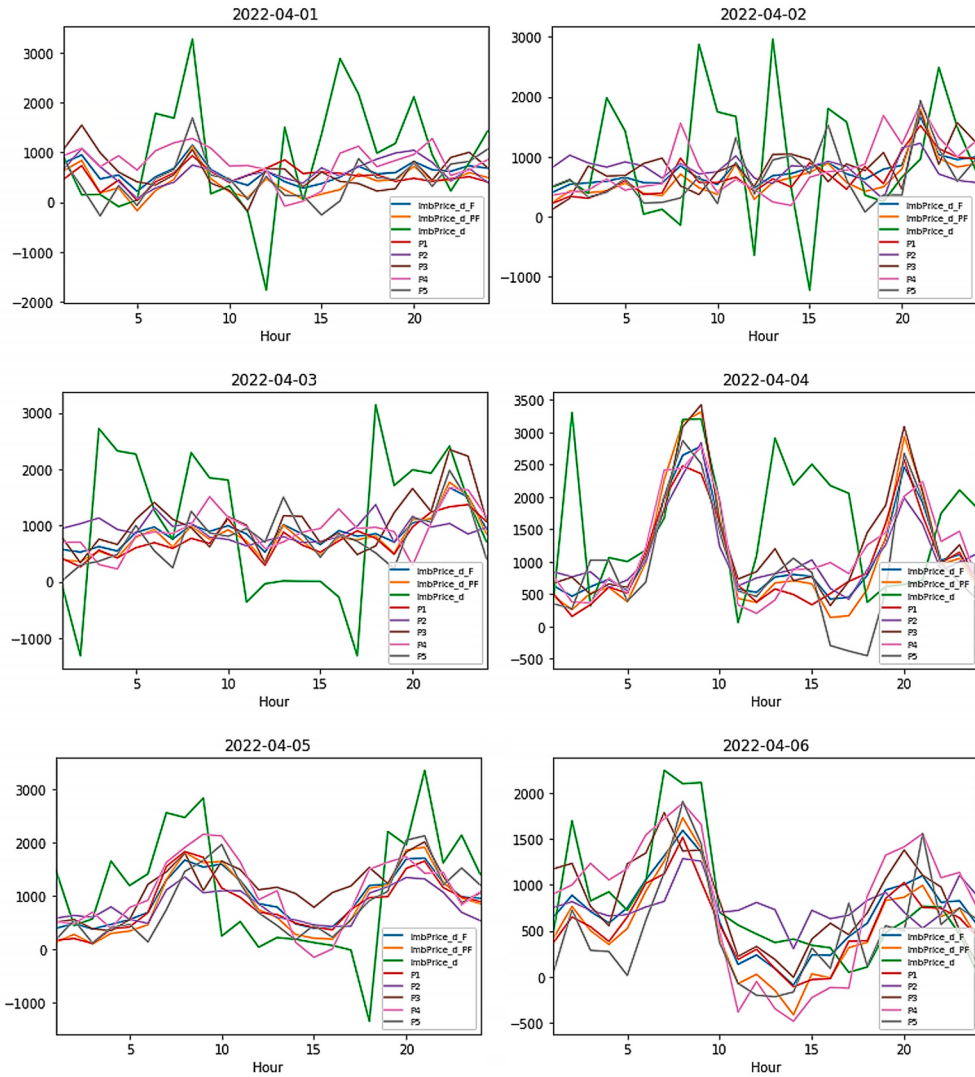 2022-04-01
3000
2000
1000
0
−1000
−2000
5
10
15
20
Hour
ImbPrice_d_F
ImbPrice_d_PF
ImbPrice_d
P1
P2
P3
P4
P5
2022-04-02
3000
2000
1000
0
−1000
5
10
15
20
Hour
ImbPrice_d_F
ImbPrice_d_PF
ImbPrice_d
P1
P2
P3
P4
P5
2022-04-03
3000
2000
1000
0
−1000
5
10
15
20
Hour
ImbPrice_d_F
ImbPrice_d_PF
ImbPrice_d
P1
P2
P3
P4
P5
2022-04-04
3500
3000
2500
2000
1500
1000
500
0
−500
5
10
15
20
Hour
ImbPrice_d_F
ImbPrice_d_PF
ImbPrice_d
P1
P2
P3
P4
P5
2022-04-05
3000
2000
1000
0
−1000
5
10
15
20
Hour
ImbPrice_d_F
ImbPrice_d_PF
ImbPrice_d
P1
P2
P3
P4
P5
2022-04-06
2000
1500
1000
500
0
−500
5
10
15
20
Hour
ImbPrice_d_F
ImbPrice_d_PF
ImbPrice_d
P1
P2
P3
P4
P5